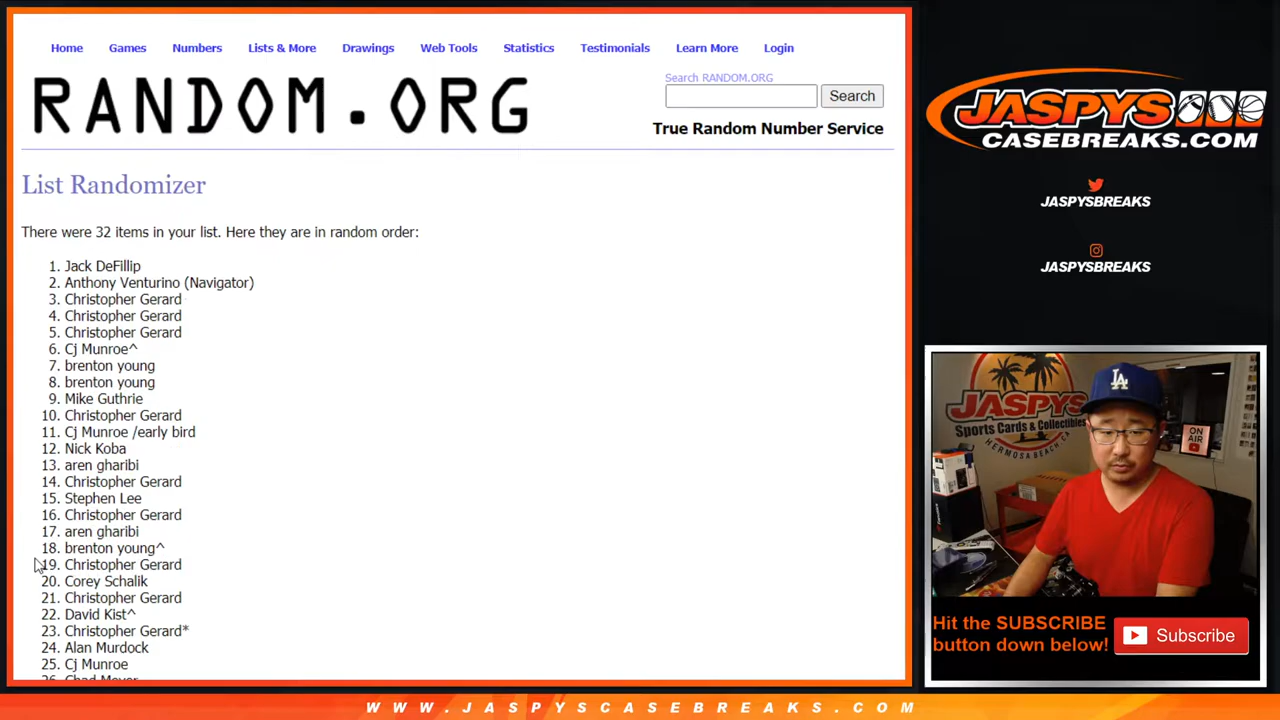 Home Games Numbers Lists & More Drawings Web Tools Statistics Testimonials Learn More Login
RANDOM.ORG
Search RANDOM.ORG
Search
True Random Number Service
List Randomizer
There were 32 items in your list. Here they are in random order:
1. Jack DeFillip
2. Anthony Venturino (Navigator)
3. Christopher Gerard
4. Christopher Gerard
5. Christopher Gerard
6. Cj Munroe^
7. brenton young
8. brenton young
9. Mike Guthrie
10. Christopher Gerard
11. Cj Munroe /early bird
12. Nick Koba
13. aren gharibi
14. Christopher Gerard
15. Stephen Lee
16. Christopher Gerard
17. aren gharibi
18. brenton young^
19. Christopher Gerard
20. Corey Schalik
21. Christopher Gerard
22. David Kist^
23. Christopher Gerard*
24. Alan Murdock
25. Cj Munroe
26. Chad Meyer
JASPYS
CASEBREAKS.COM
JASPYSBREAKS
JASPYSBREAKS
JASPYS
Sports Cards & Collectibles
HERMOSA BEACH, CA
LA
ON
AIR
Hit the SUBSCRIBE
button down below!
Subscribe
WWW.JASPYSCASEBREAKS.COM